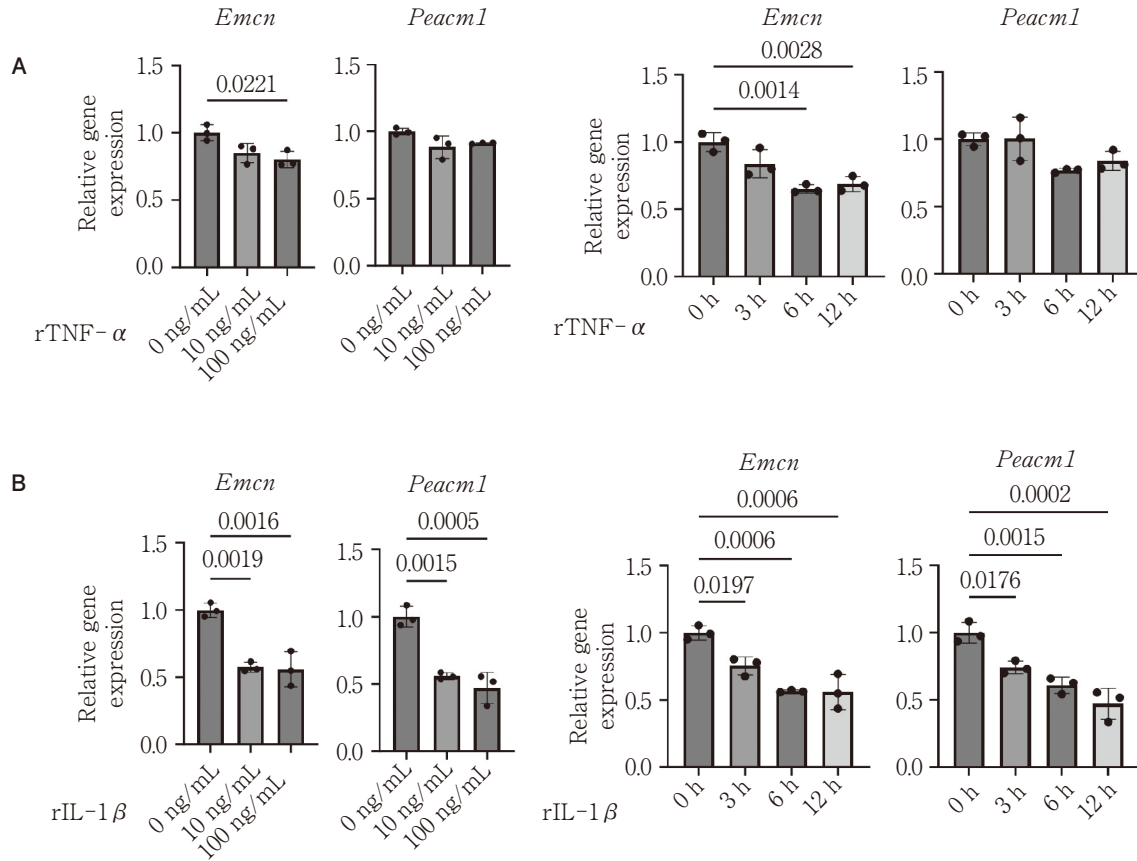 Emcn
Peacm1
Emcn
Peacm1
A
Relative gene
expression
1.5
1.0
0.5
0.0
0.0221
0 ng/mL
10 ng/mL
100 ng/mL
1.5
1.0
0.5
0.0
0 ng/mL
10 ng/mL
100 ng/mL
rTNF-α
Relative gene
expression
1.5
1.0
0.5
0.0
0.0028
0.0014
0 h
3 h
6 h
12 h
1.5
1.0
0.5
0.0
0 h
3 h
6 h
12 h
rTNF-α
B
Emcn
Peacm1
Emcn
Peacm1
Relative gene
expression
0.0016
0.0019
1.5
1.0
0.5
0.0
0 ng/mL
10 ng/mL
100 ng/mL
0.0005
0.0015
1.5
1.0
0.5
0.0
0 ng/mL
10 ng/mL
100 ng/mL
rIL-1β
Relative gene
expression
0.0006
0.0006
0.0197
1.5
1.0
0.5
0.0
0 h
3 h
6 h
12 h
0.0002
0.0015
0.0176
1.5
1.0
0.5
0.0
0 h
3 h
6 h
12 h
rIL-1β